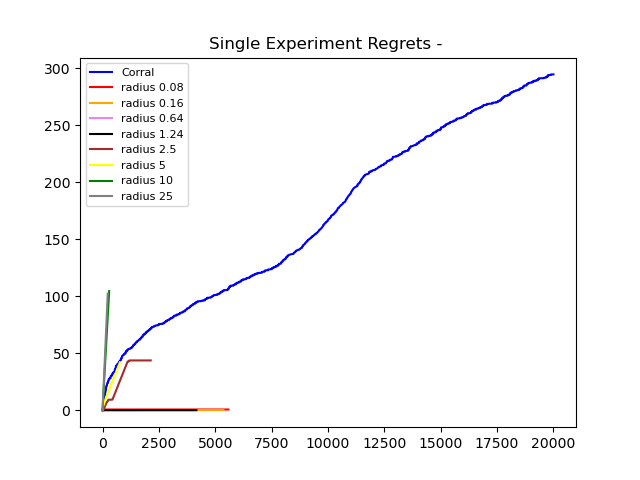 Single Experiment Regrets -
300
250
200
150
100
50
0
Corral
radius 0.08
radius 0.16
radius 0.64
radius 1.24
radius 2.5
radius 5
radius 10
radius 25
0 2500 5000 7500 10000 12500 15000 17500 20000